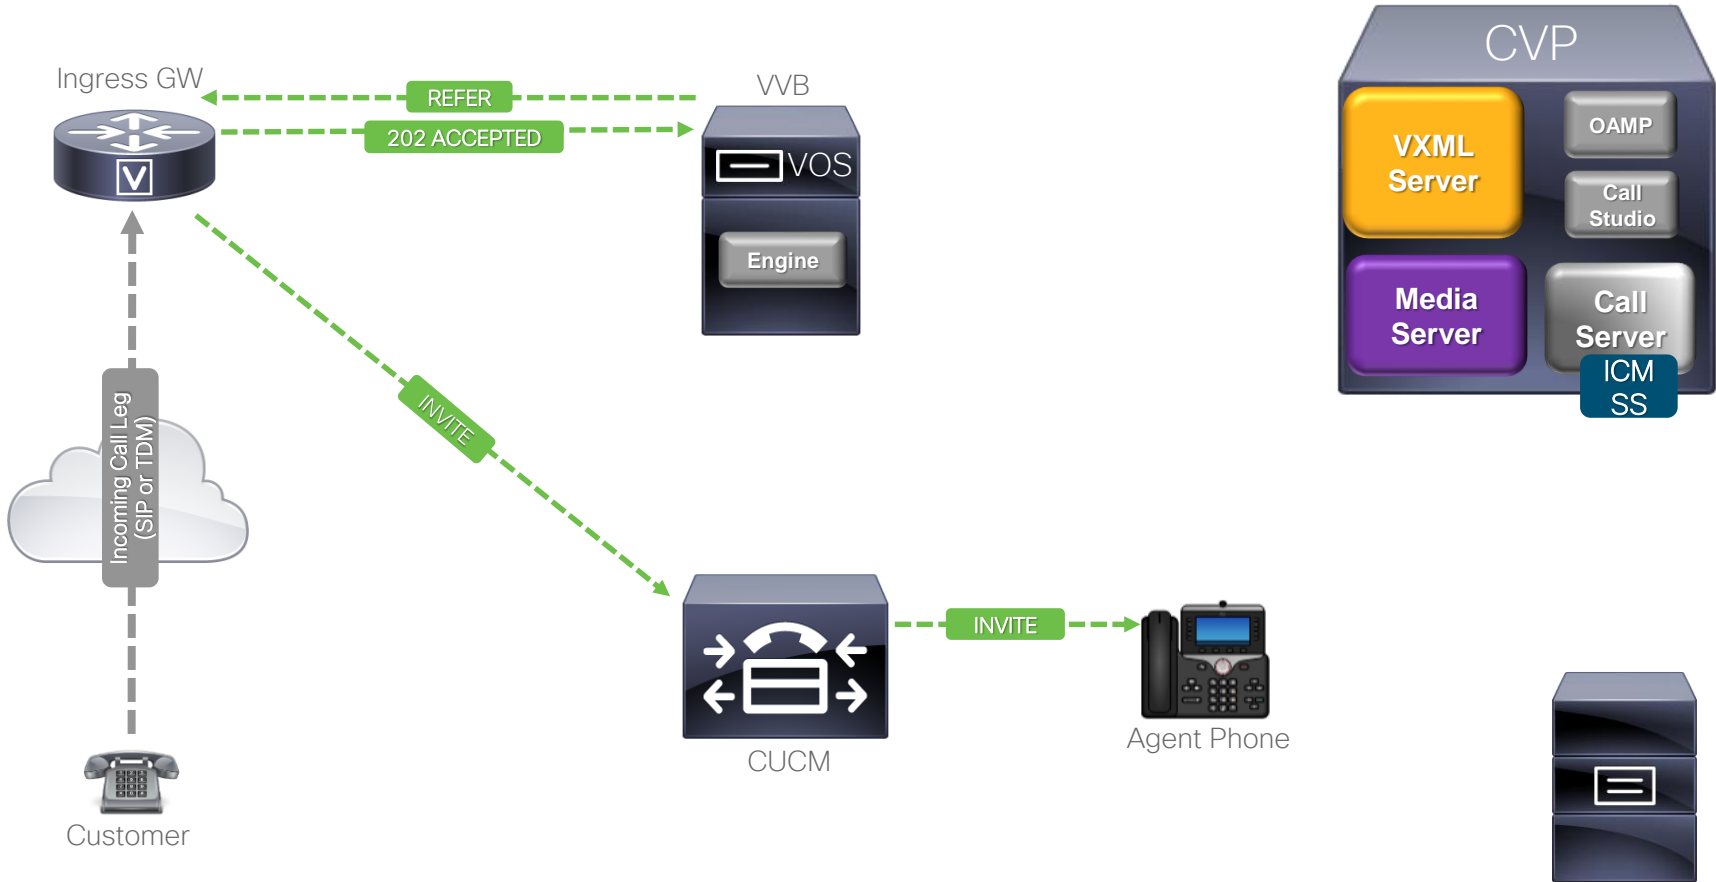 CVP
Ingress GW
REFER
VVB
202 ACCEPTED
VOS
VXML
Server
OAMP
Call
Studio
Engine
Media
Server
Call
Server
ICM
SS
V
INVITE
Incoming Call Leg
(SIP or TDM)
INVITE
Agent Phone
CUCM
Customer